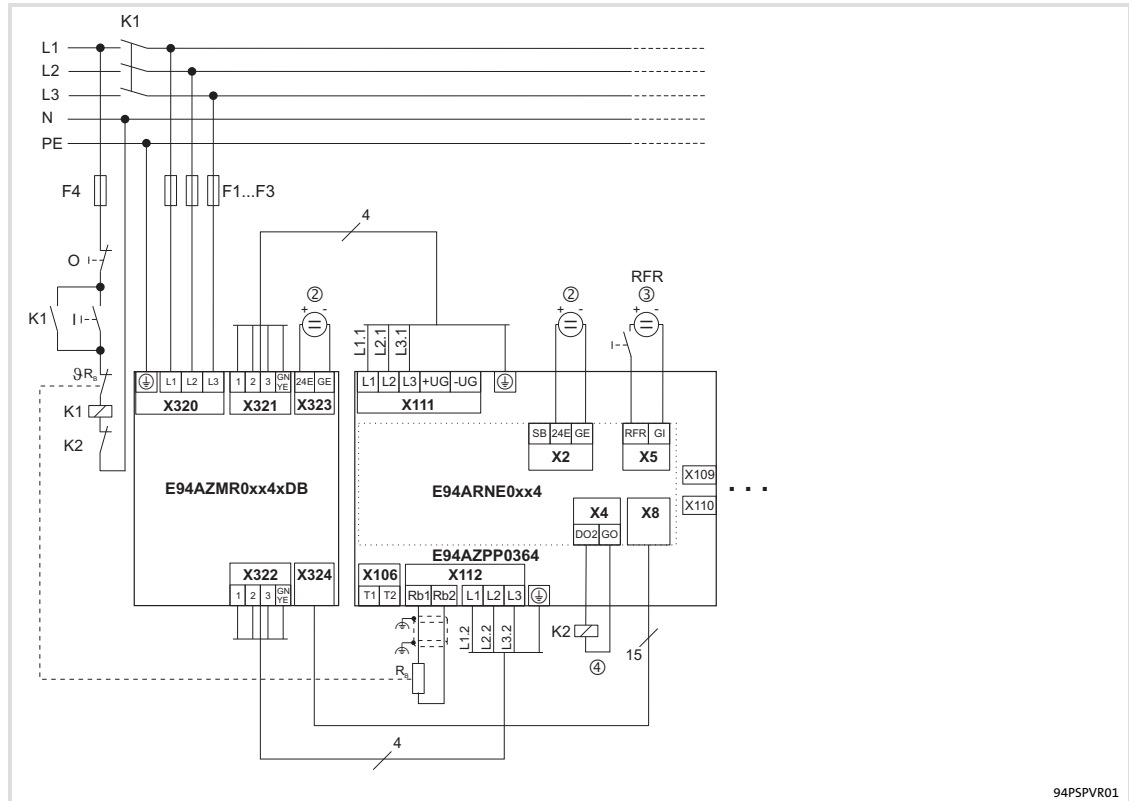 K1
L1
L2
L3
N
PE
F4
F1...F3
4
O
RFR
② ② ③
+ - + - + -
K1 I I
L1.1 L2.1 L3.1
ϑRB
L1 L2 L3 1 2 3 GN YE 24E GE L1 L2 L3 +UG -UG
X320 X321 X323 X111
K1
K2
SB 24E GE RFR GI
X2 X5
X109
E94AZMR0xx4xDB E94ARNE0xx4 ...
X110
X4 X8
DO2 GO
E94AZPP0364
X322 X324 X106 X112
1 2 3 GN YE T1 T2 Rb1 Rb2 L1 L2 L3
L1.2 L2.2 L3.2
K2
15
④
RB
4
94PSPVR01